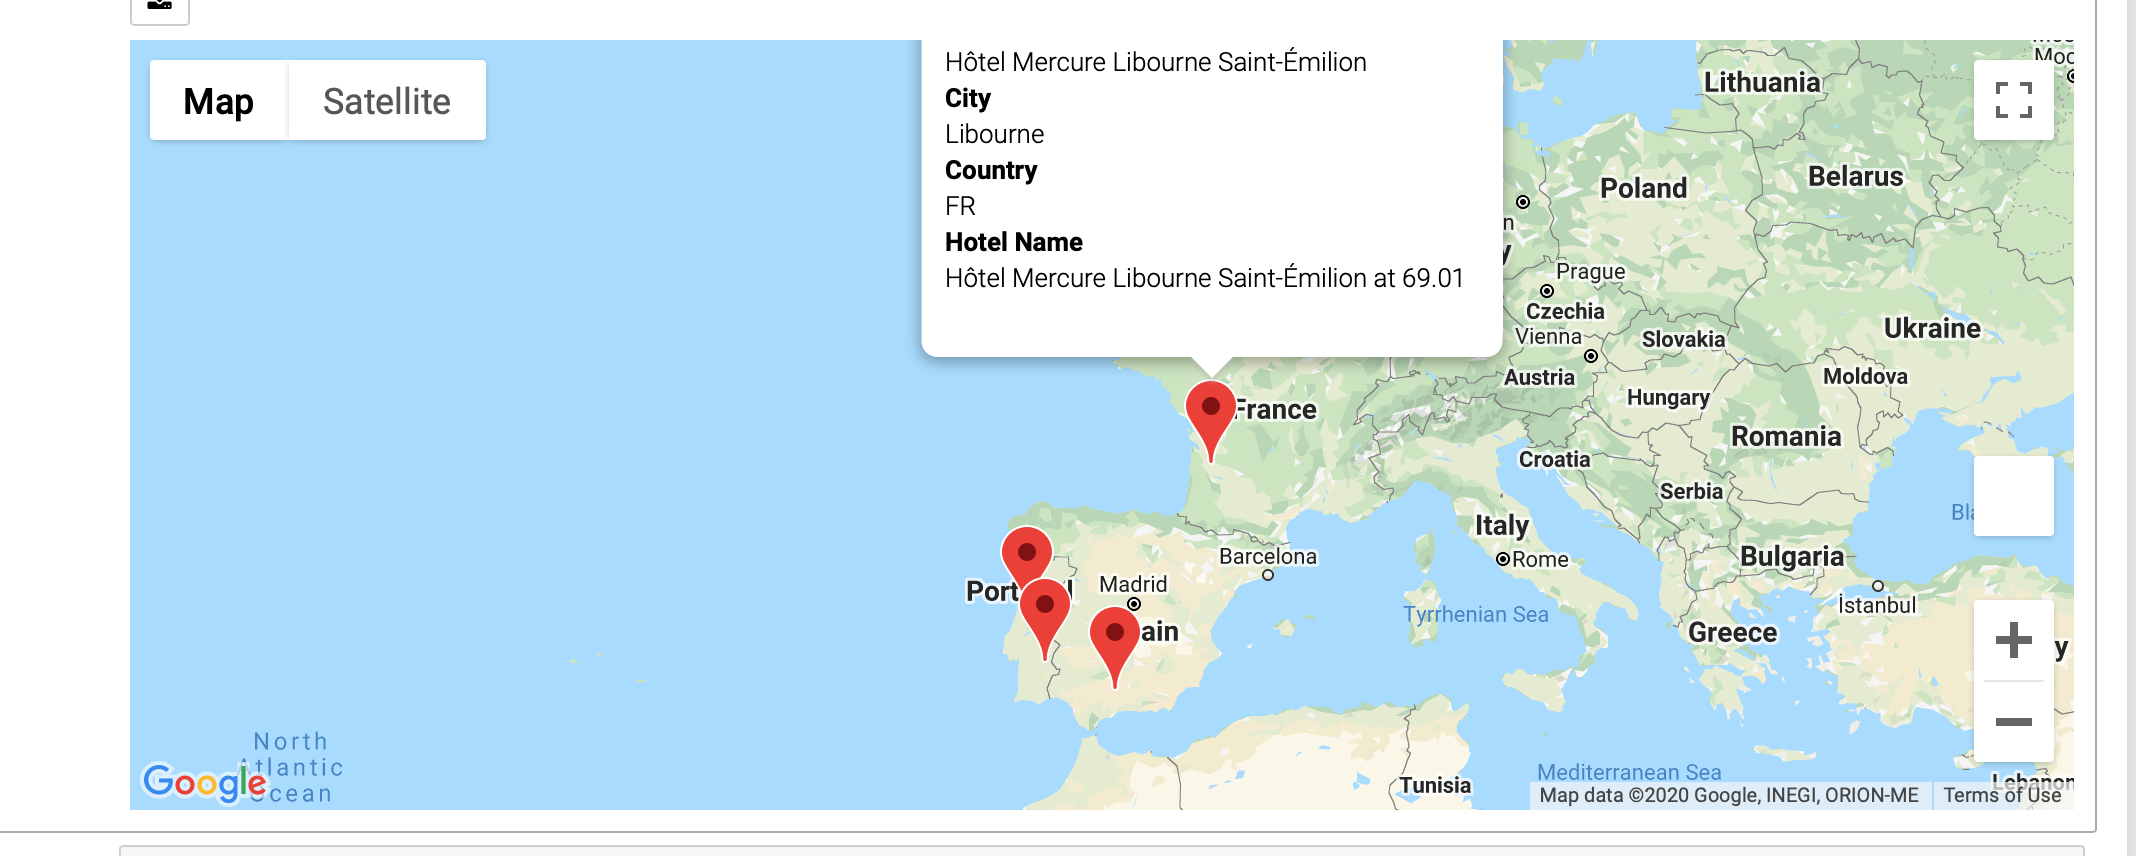 Map
Satellite
Hôtel Mercure Libourne Saint-Émilion
City
Libourne
Country
FR
Hotel Name
Hôtel Mercure Libourne Saint-Émilion at 69.01
Lithuania
Belarus
Poland
Prague
Czechia
Vienna
Slovakia
Ukraine
Austria
Moldova
Hungary
France
Romania
Croatia
Serbia
Italy
Rome
Barcelona
Bulgaria
Madrid
İstanbul
Tyrrhenian Sea
Greece
North
Atlantic
Ocean
Google
Tunisia
Mediterranean Sea
Lebanon
Map data ©2020 Google, INEGI, ORION-ME
Terms of Use